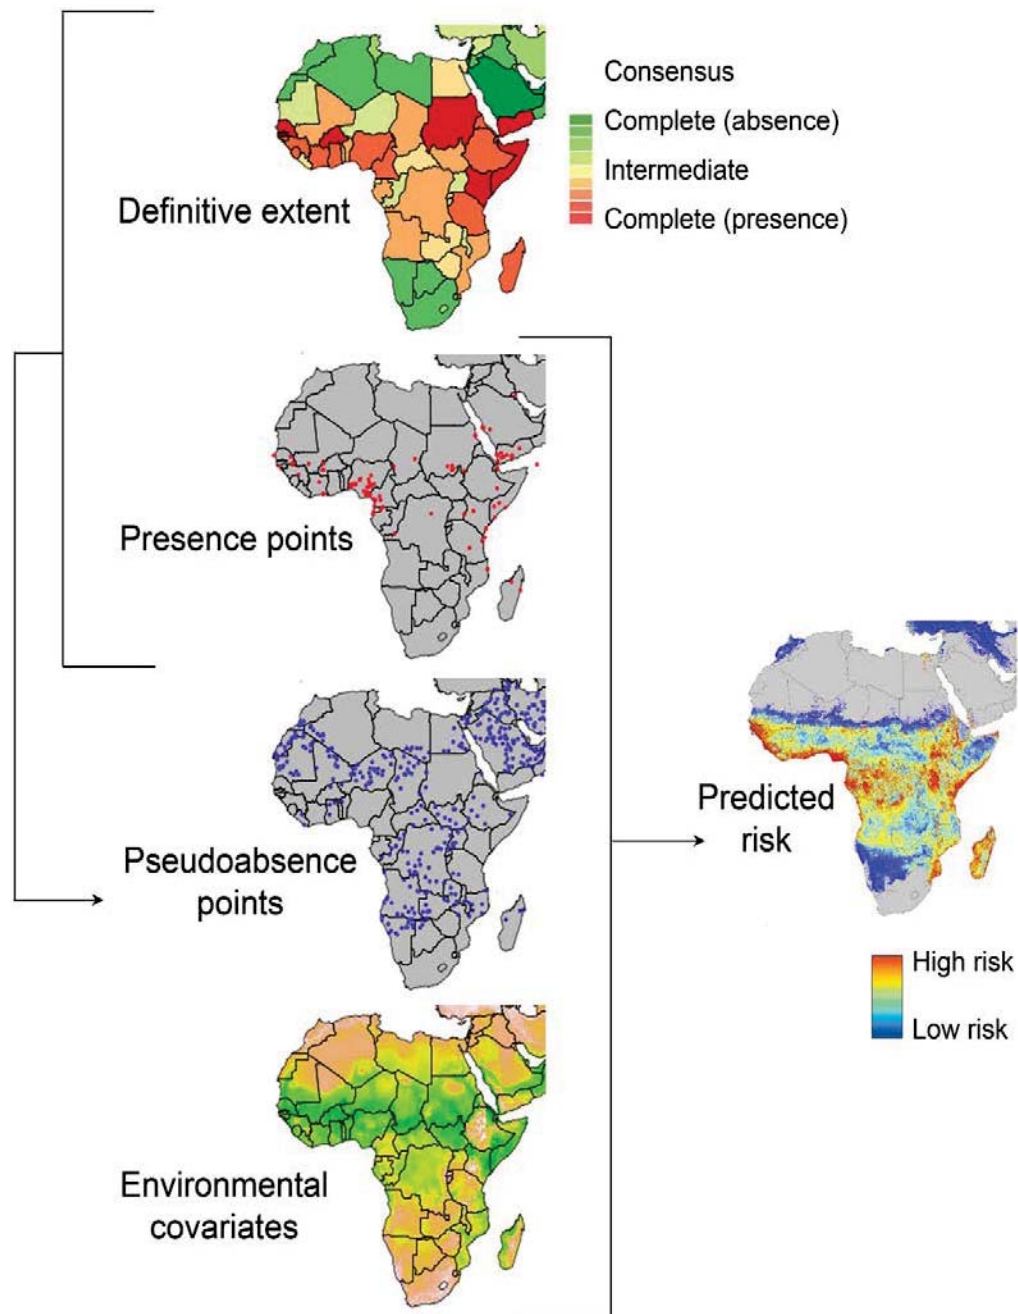 Consensus
Complete (absence)
Intermediate
Complete (presence)
Definitive extent
Presence points
Pseudoabsence
points
Predicted
risk
High risk
Low risk
Environmental
covariates